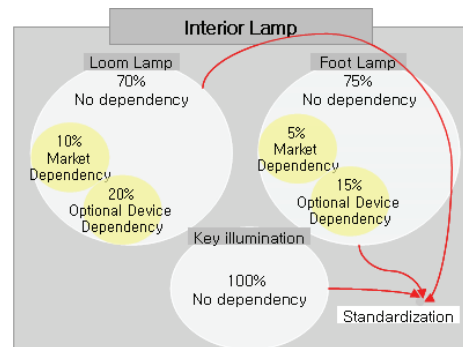 Interior Lamp
Loom Lamp
70%
No dependency
10%
Market
Dependency
20%
Optional Device
Dependency
Foot Lamp
75%
No dependency
5%
Market
Dependency
15%
Optional Device
Dependency
Key illumination
100%
No dependency
Standardization